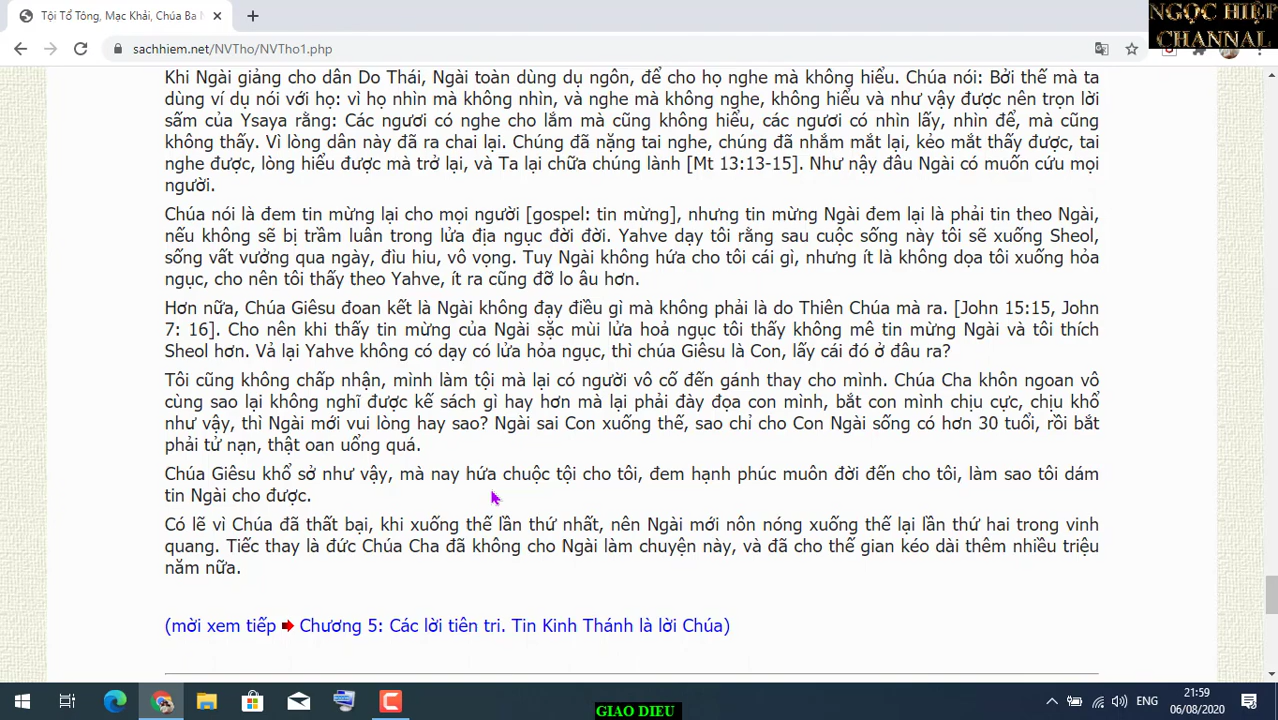 Tội Tổ Tông, Mạc Khải, Chúa Ba
NGỌC HIỆP
CHANNAL
sachhiem.net/NVTho/NVTho1.php
Khi Ngài giảng cho dân Do Thái, Ngài toàn dùng dụ ngôn, để cho họ nghe mà không hiểu. Chúa nói: Bởi thế mà ta
dùng ví dụ nói với họ: vì họ nhìn mà không nhìn, và nghe mà không nghe, không hiểu và như vậy được nên trọn lời
sấm của Ysaya rằng: Các ngươi có nghe cho lắm mà cũng không hiểu, các ngươi có nhìn lấy, nhìn để, mà cũng
không thấy. Vì lòng dân này đã ra chai lại. Chúng đã nặng tai nghe, chúng đã nhắm mắt lại, kẻo mắt thấy được, tai
nghe được, lòng hiểu được mà trở lại, và Ta lại chữa chúng lành [Mt 13:13-15]. Như nậy đâu Ngài có muốn cứu mọi
người.
Chúa nói là đem tin mừng lại cho mọi người [gospel: tin mừng], nhưng tin mừng Ngài đem lại là phải tin theo Ngài,
nếu không sẽ bị trầm luân trong lửa địa ngục đời đời. Yahve dạy tôi rằng sau cuộc sống này tôi sẽ xuống Sheol,
sống vất vưởng qua ngày, đìu hiu, vô vọng. Tuy Ngài không hứa cho tôi cái gì, nhưng ít là không dọa tôi xuống hỏa
ngục, cho nên tôi thấy theo Yahve, ít ra cũng đỡ lo âu hơn.
Hơn nữa, Chúa Giêsu đoan kết là Ngài không đạy điều gì mà không phải là do Thiên Chúa mà ra. [John 15:15, John
7: 16]. Cho nên khi thấy tin mừng của Ngài sặc mùi lửa hoả ngục tôi thấy không mê tin mừng Ngài và tôi thích
Sheol hơn. Vả lại Yahve không có dạy có lửa hỏa ngục, thì chúa Giêsu là Con, lấy cái đó ở đâu ra?
Tôi cũng không chấp nhận, mình làm tội mà lại có người vô cố đến gánh thay cho mình. Chúa Cha khôn ngoan vô
cùng sao lại không nghĩ được kế sách gì hay hơn mà lại phải đày đọa con mình, bắt con mình chịu cực, chịu khổ
như vậy, thì Ngài mới vui lòng hay sao? Ngài sai Con xuống thế, sao chỉ cho Con Ngài sống có hơn 30 tuổi, rồi bắt
phải tử nạn, thật oan uổng quá.
Chúa Giêsu khổ sở như vậy, mà nay hứa chuộc tội cho tôi, đem hạnh phúc muôn đời đến cho tôi, làm sao tôi dám
tin Ngài cho được.
Có lẽ vì Chúa đã thất bại, khi xuống thế lần thứ nhất, nên Ngài mới nôn nóng xuống thế lại lần thứ hai trong vinh
quang. Tiếc thay là đức Chúa Cha đã không cho Ngài làm chuyện này, và đã cho thế gian kéo dài thêm nhiều triệu
năm nữa.
(mời xem tiếp Chương 5: Các lời tiên tri. Tin Kinh Thánh là lời Chúa)
ENG
21:59
06/08/2020
GIAO DIEU